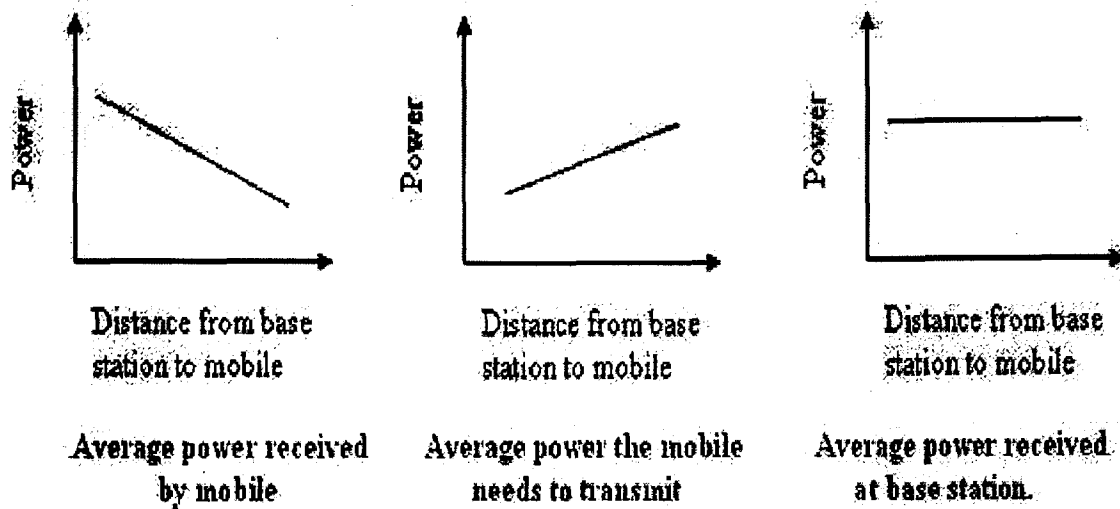 Power
Distance from base
station to mobile
Average power received
by mobile
Power
Distance from base
station to mobile
Average power the mobile
needs to transmit
Power
Distance from base
station to mobile
Average power received
at base station.